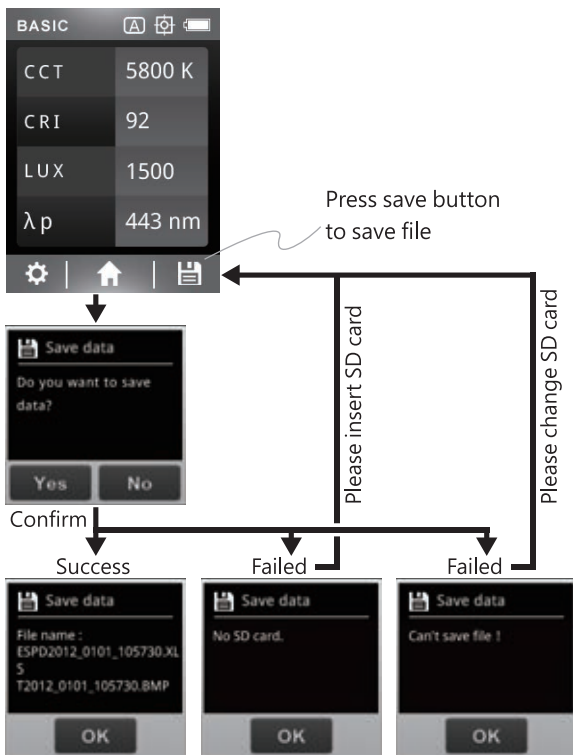 BASIC A
CCT 5800 K
CRI 92
LUX 1500
λp 443 nm
Press save button
to save file
Save data
Do you want to save
data?
Yes No
Please insert SD card
Please change SD card
Confirm
Success
Failed
Failed
Save data
File name :
ESPD2012_0101_105730.XL
S
T2012_0101_105730.BMP
OK
Save data
No SD card.
OK
Save data
Can't save file !
OK